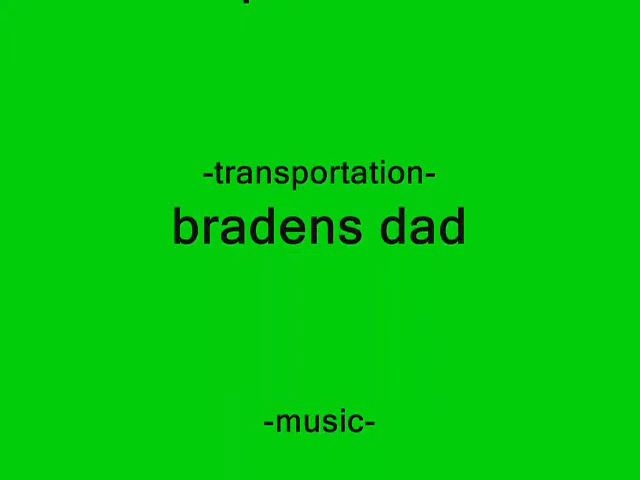 -transportation-
bradens dad
-music-